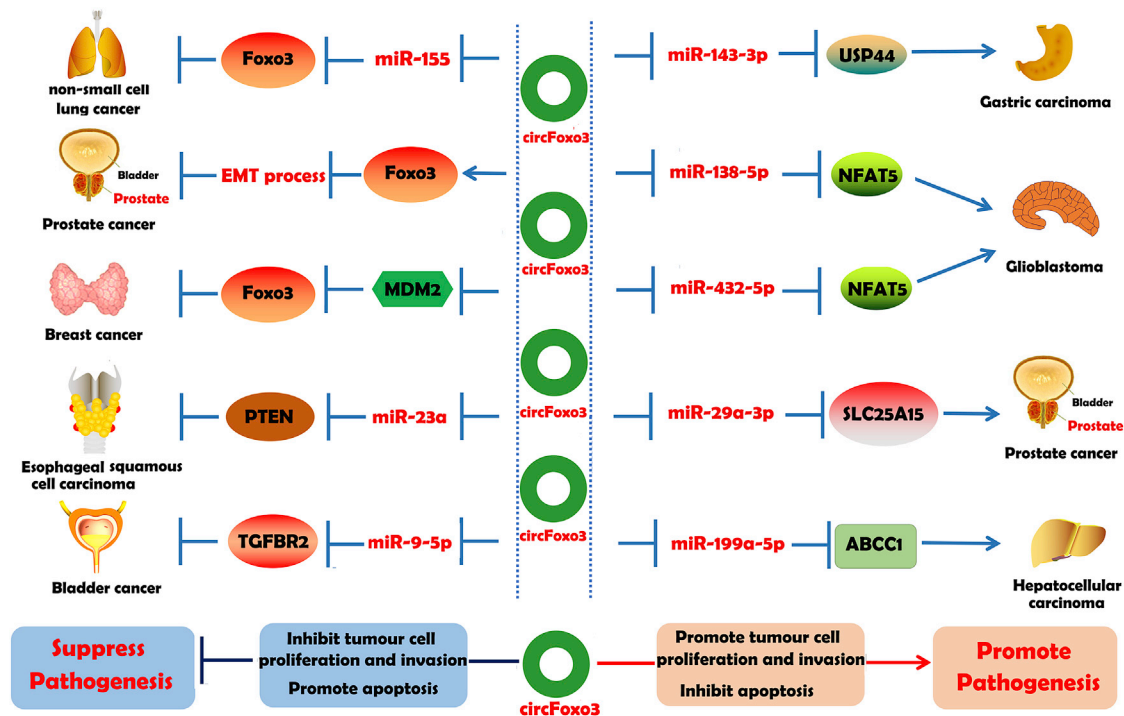 Foxo3
miR-155
non-small cell
lung cancer
circFoxo3
miR-143-3p
USP44
Gastric carcinoma
Bladder
Prostate
Prostate cancer
EMT process
Foxo3
miR-138-5p
NFAT5
circFoxo3
Glioblastoma
Foxo3
MDM2
Breast cancer
miR-432-5p
NFAT5
circFoxo3
PTEN
miR-23a
Esophageal squamous
cell carcinoma
miR-29a-3p
SLC25A15
Bladder
Prostate
Prostate cancer
circFoxo3
TGFBR2
miR-9-5p
Bladder cancer
miR-199a-5p
ABCC1
Hepatocellular
carcinoma
Suppress
Pathogenesis
Inhibit tumour cell
proliferation and invasion
Promote apoptosis
circFoxo3
Promote tumour cell
proliferation and invasion
Inhibit apoptosis
Promote
Pathogenesis